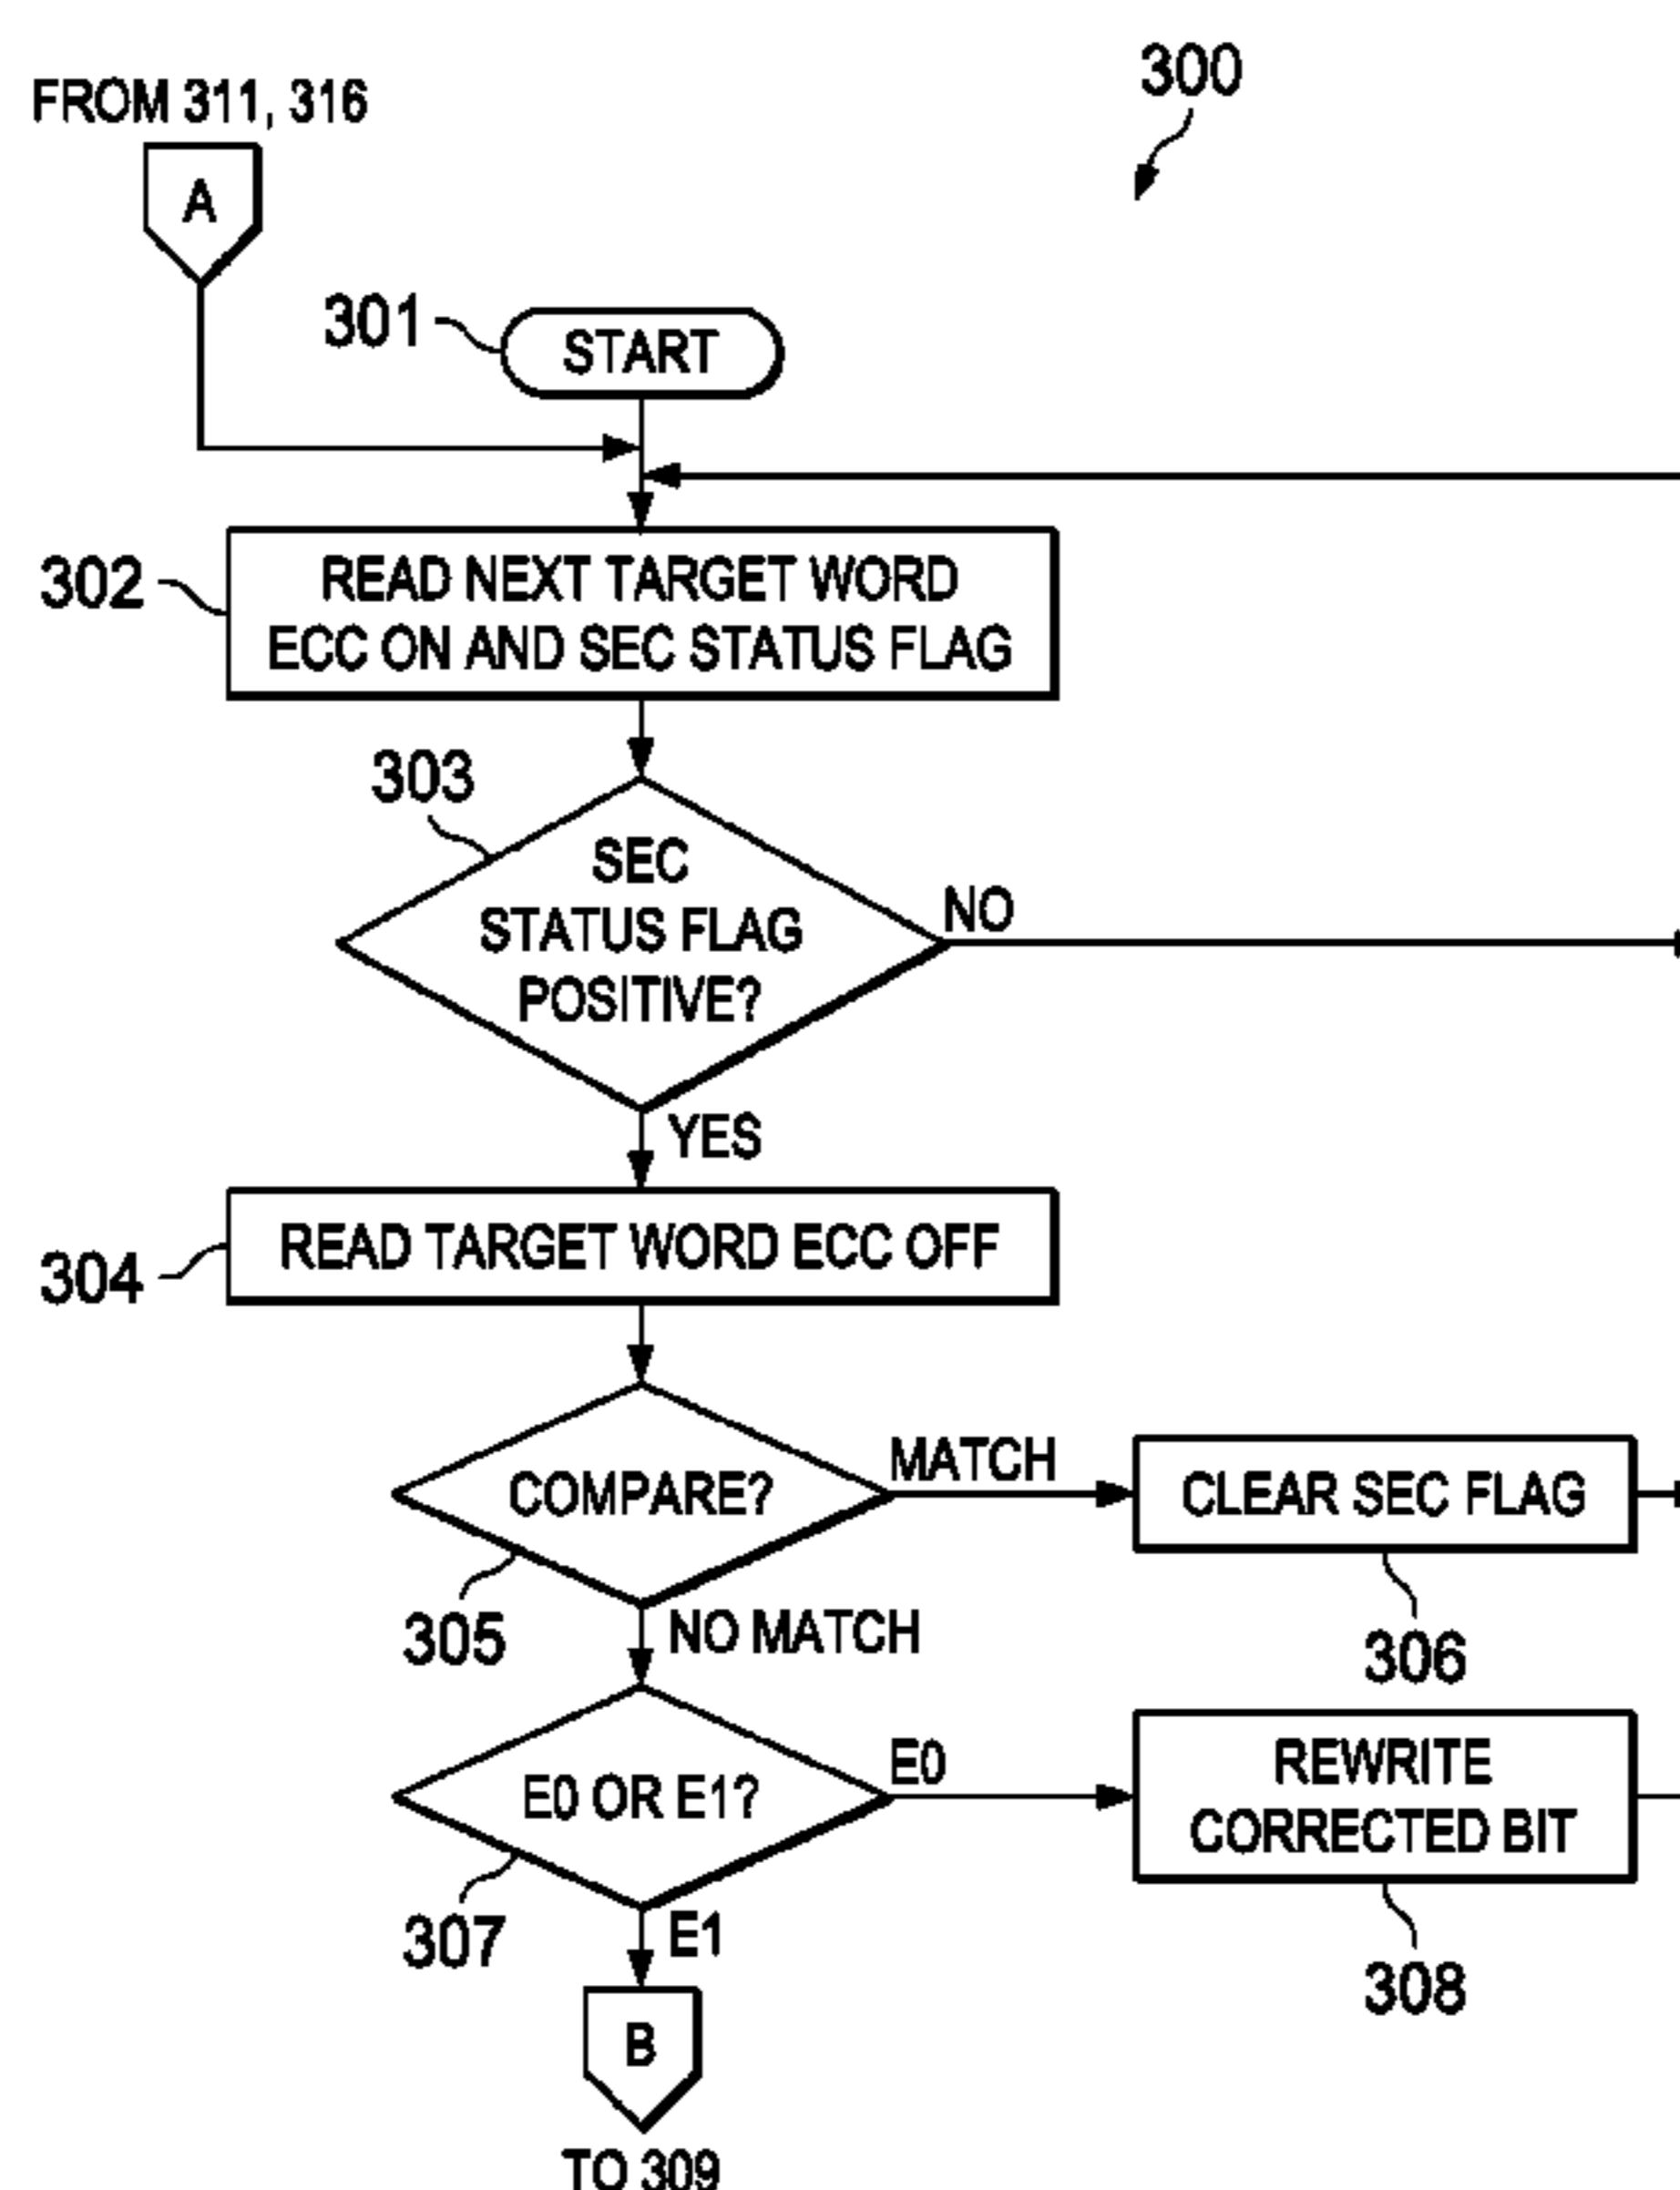 300
FROM 311, 316
A
301
START
302
READ NEXT TARGET WORD
ECC ON AND SEC STATUS FLAG
303
SEC
STATUS FLAG
POSITIVE?
NO
YES
304
READ TARGET WORD ECC OFF
COMPARE?
MATCH
CLEAR SEC FLAG
305
NO MATCH
306
E0 OR E1?
E0
REWRITE
CORRECTED BIT
307
E1
308
B
TO 309